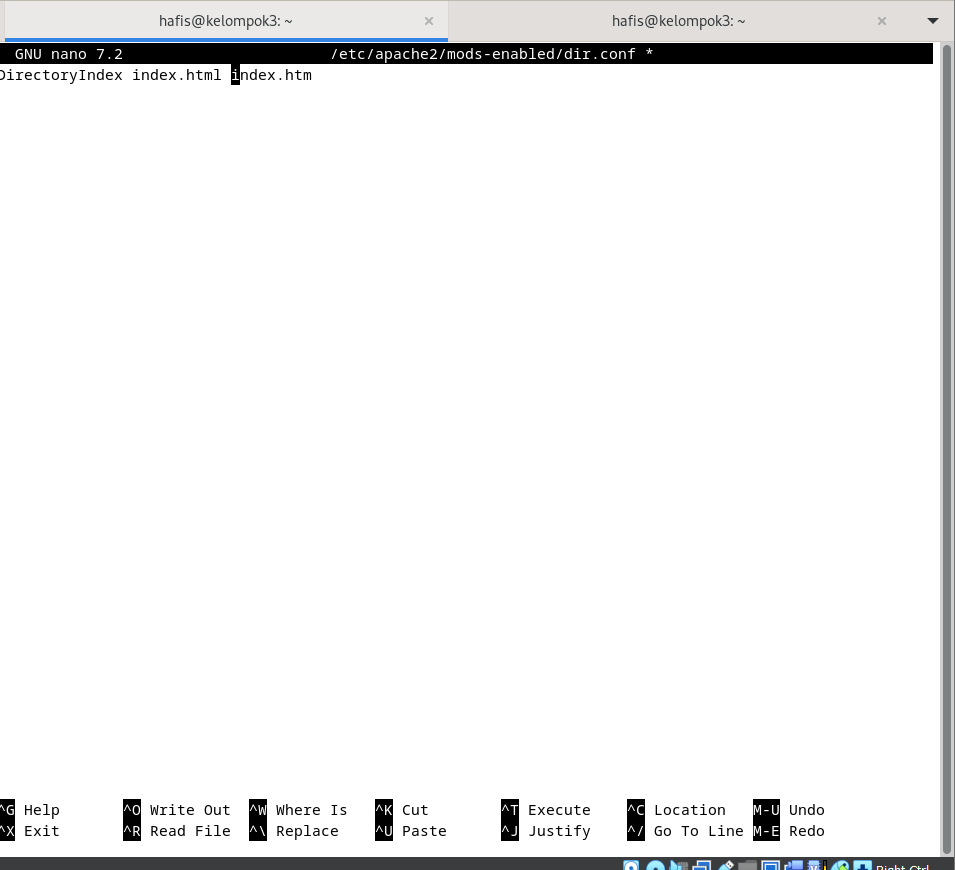 hafis@kelompok3: ~ × hafis@kelompok3: ~ ×
GNU nano 7.2 /etc/apache2/mods-enabled/dir.conf *
DirectoryIndex index.html index.htm
^G Help ^O Write Out ^W Where Is ^K Cut ^T Execute ^C Location M-U Undo
^X Exit ^R Read File ^\ Replace ^U Paste ^J Justify ^/ Go To Line M-E Redo
Right Ctrl